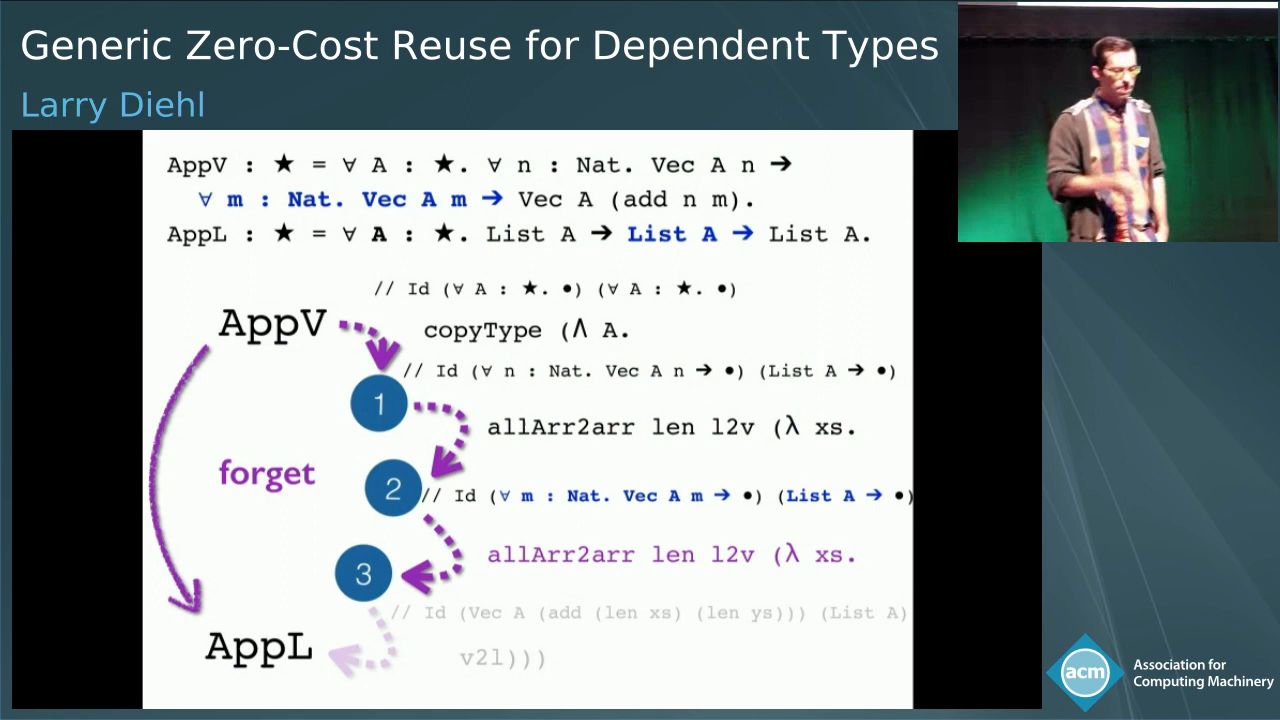 Generic Zero-Cost Reuse for Dependent Types
Larry Diehl
AppV : ★ = ∀ A : ★. ∀ n : Nat. Vec A n ➔
∀ m : Nat. Vec A m ➔ Vec A (add n m).
AppL : ★ = ∀ A : ★. List A ➔ List A ➔ List A.
// Id (∀ A : ★. •) (∀ A : ★. •)
AppV
copyType (Λ A.
// Id (∀ n : Nat. Vec A n ➔ •) (List A ➔ •)
1
allArr2arr len l2v (λ xs.
forget
2
// Id (∀ m : Nat. Vec A m ➔ •) (List A ➔ •)
allArr2arr len l2v (λ xs.
3
// Id (Vec A (add (len xs) (len ys))) (List A)
AppL
v2l)))
acm
Association for
Computing Machinery